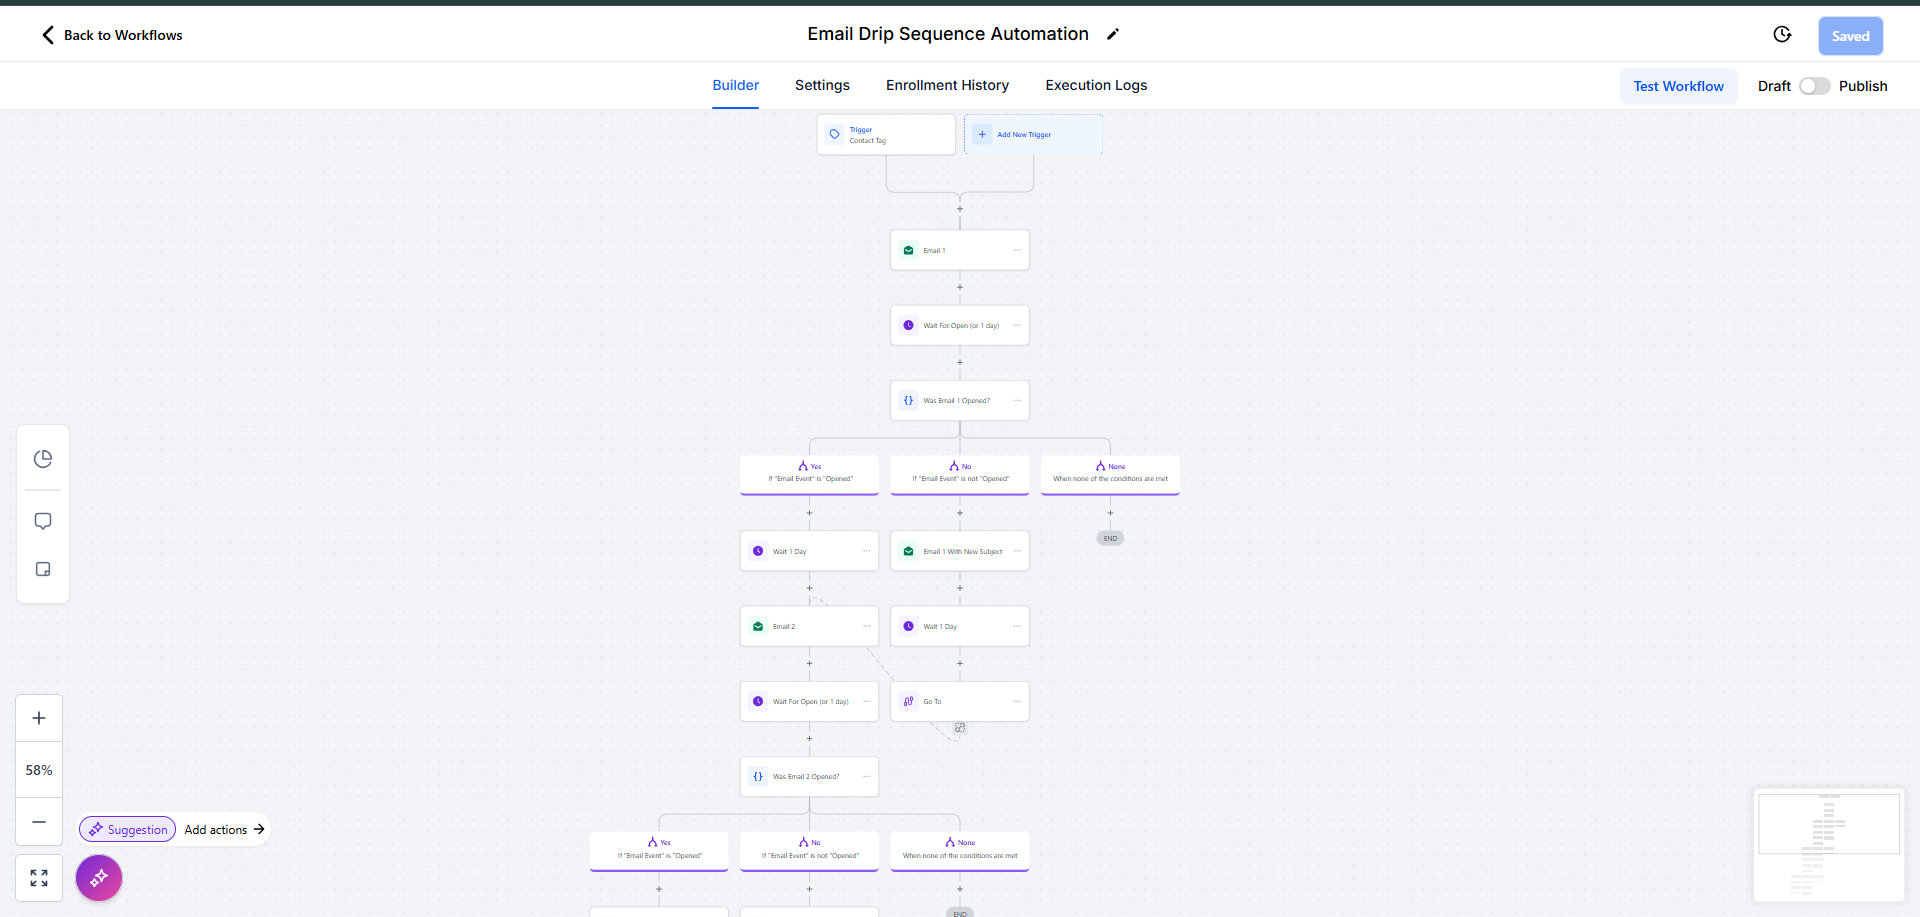 Back to Workflows
Email Drip Sequence Automation
Saved
Builder
Settings
Enrollment History
Execution Logs
Test Workflow
Draft
Publish
Trigger
Contact Tag
Add New Trigger
Email 1
Wait For Open (or 1 day)
Was Email 1 Opened?
Yes
If "Email Event" is "Opened"
No
If "Email Event" is not "Opened"
None
When none of the conditions are met
END
Wait 1 Day
Email 1 With New Subject
Email 2
Wait 1 Day
Wait For Open (or 1 day)
Go To
Was Email 2 Opened?
Yes
If "Email Event" is "Opened"
No
If "Email Event" is not "Opened"
None
When none of the conditions are met
END
58%
Suggestion
Add actions